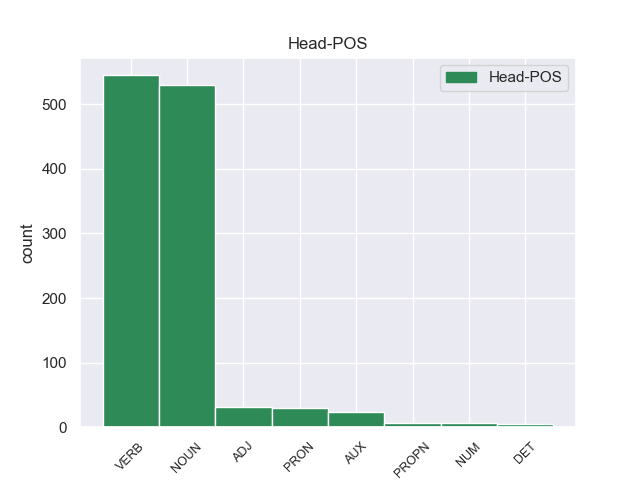 Head-POS
Head-POS
500
400
300
200
100
0
count
VERB
NOUN
ADJ
PRON
AUX
PROPN
NUM
DET